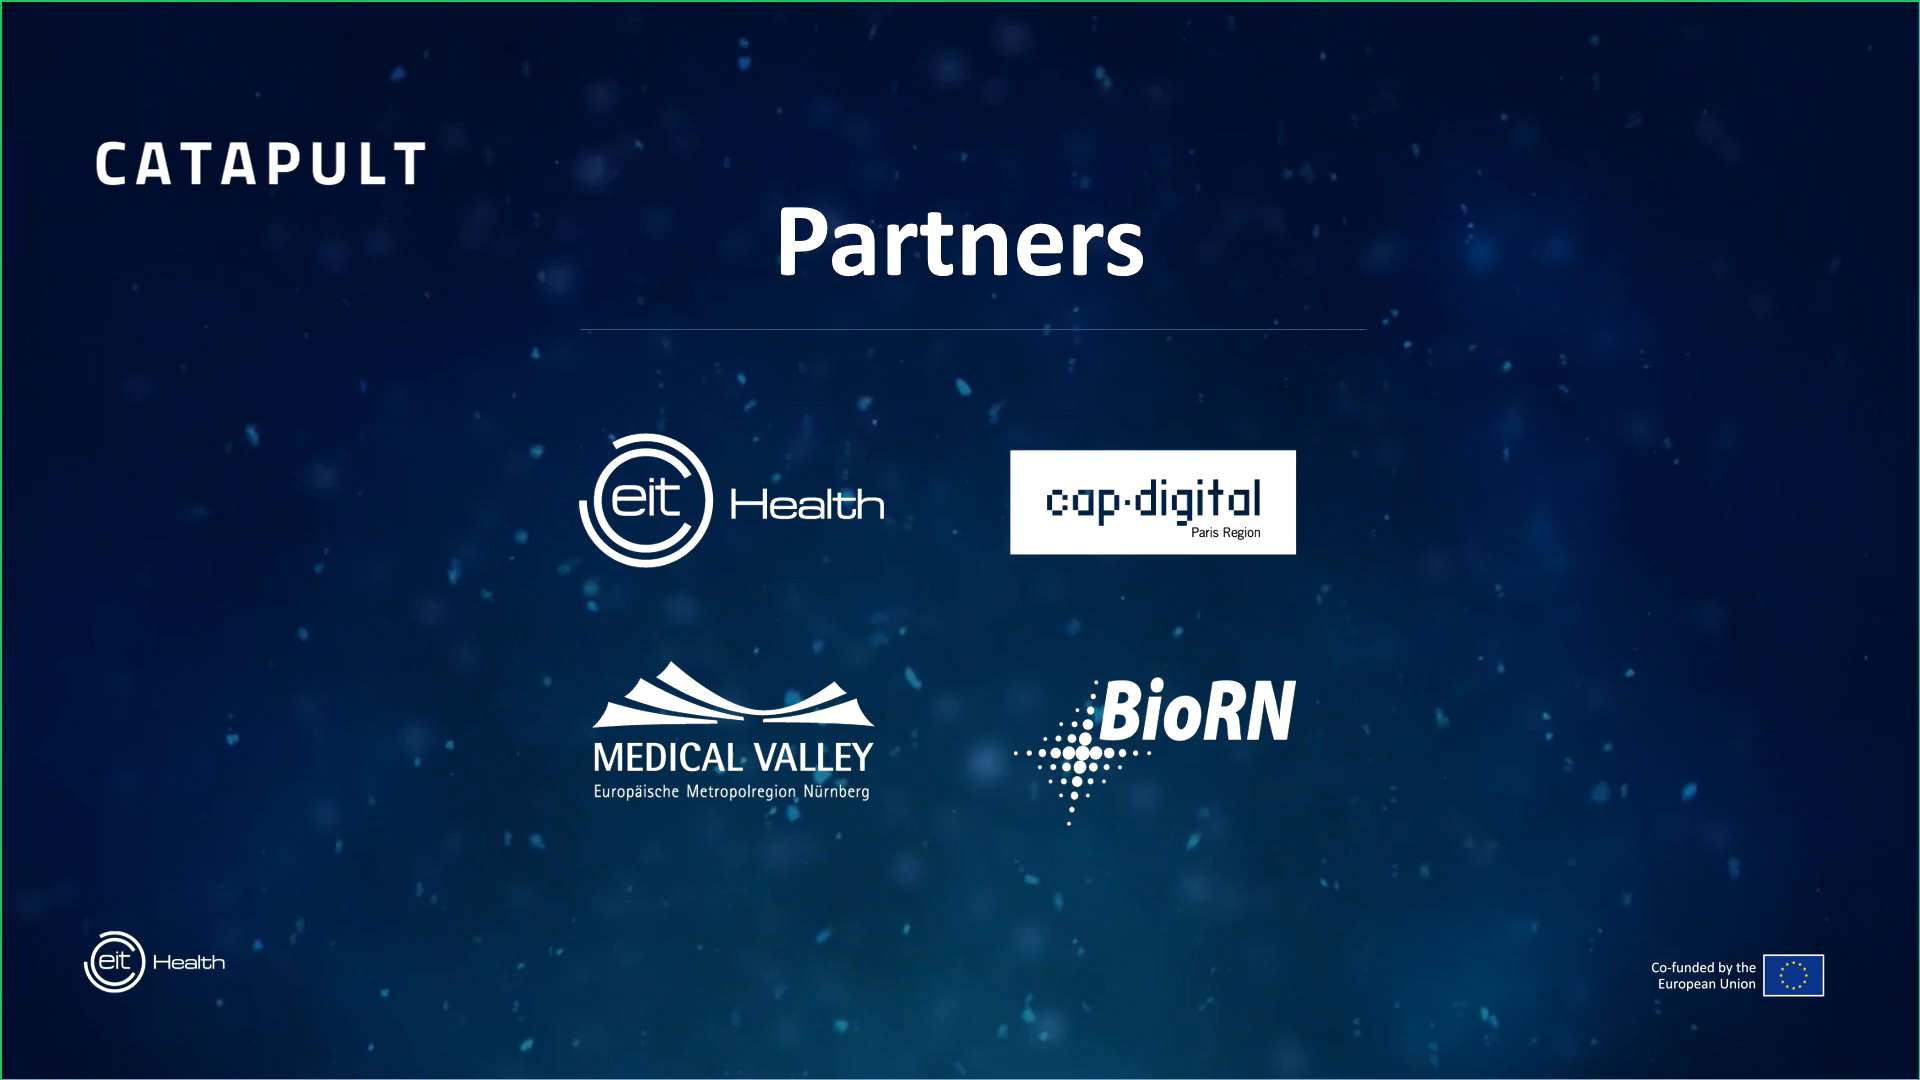 CATAPULT
Partners
eit Health
cap·digital
Paris Region
MEDICAL VALLEY
Europäische Metropolregion Nürnberg
BioRN
eit Health
Co-funded by the
European Union